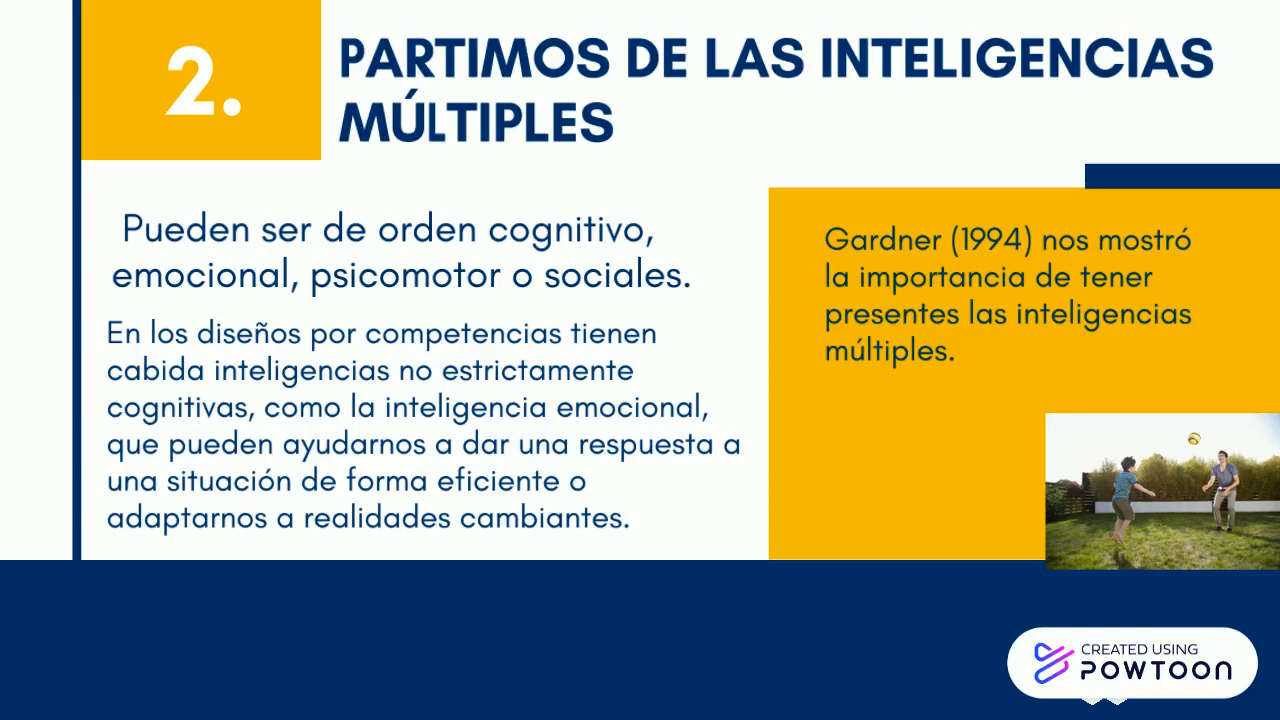 2.
PARTIMOS DE LAS INTELIGENCIAS
MÚLTIPLES
Pueden ser de orden cognitivo,
emocional, psicomotor o sociales.
En los diseños por competencias tienen
cabida inteligencias no estrictamente
cognitivas, como la inteligencia emocional,
que pueden ayudarnos a dar una respuesta a
una situación de forma eficiente o
adaptarnos a realidades cambiantes.
Gardner (1994) nos mostró
la importancia de tener
presentes las inteligencias
múltiples.
CREATED USING
POWTOON